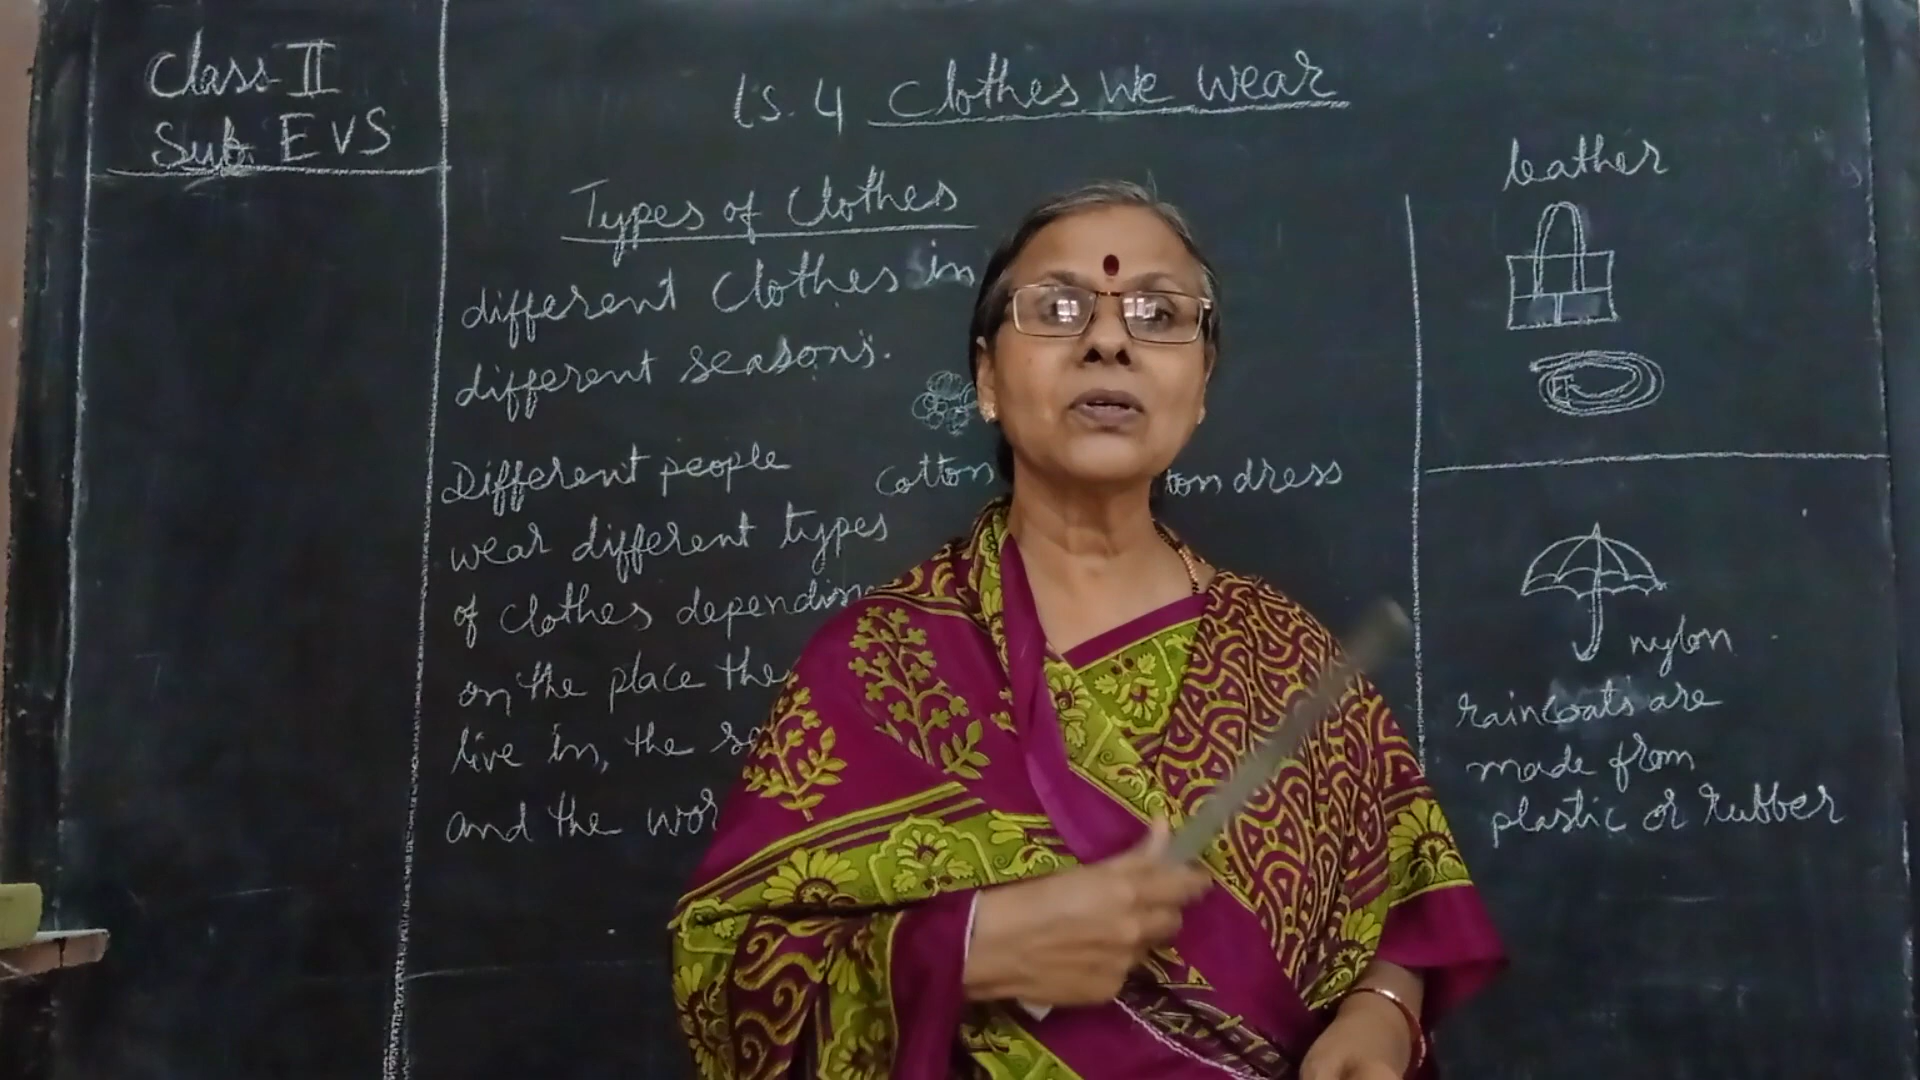 Class II
Sub. EVS
LS. 4 Clothes we wear
Types of Clothes
different clothes in
different seasons.
Different people
wear different types
of clothes depending
on the place they
live in, the
and the
cotton
dress
leather
nylon
raincoats are
made from
plastic or rubber